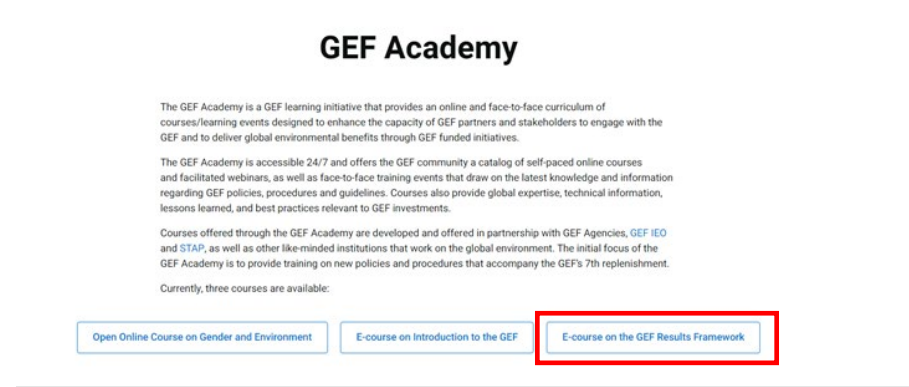 GEF Academy
The GEF Academy is a GEF learning initiative that provides an online and face-to-face curriculum of
courses/learning events designed to enhance the capacity of GEF partners and stakeholders to engage with the
GEF and to deliver global environmental benefits through GEF funded initiatives.
The GEF Academy is accessible 24/7 and offers the GEF community a catalog of self-paced online courses
and facilitated webinars, as well as face-to-face training events that draw on the latest knowledge and information
regarding GEF policies, procedures and guidelines. Courses also provide global expertise, technical information,
lessons learned, and best practices relevant to GEF investments.
Courses offered through the GEF Academy are developed and offered in partnership with GEF Agencies, GEF IEO
and STAP, as well as other like-minded institutions that work on the global environment. The initial focus of the
GEF Academy is to provide training on new policies and procedures that accompany the GEF's 7th replenishment.
Currently, three courses are available:
Open Online Course on Gender and Environment E-course on Introduction to the GEF E-course on the GEF Results Framework